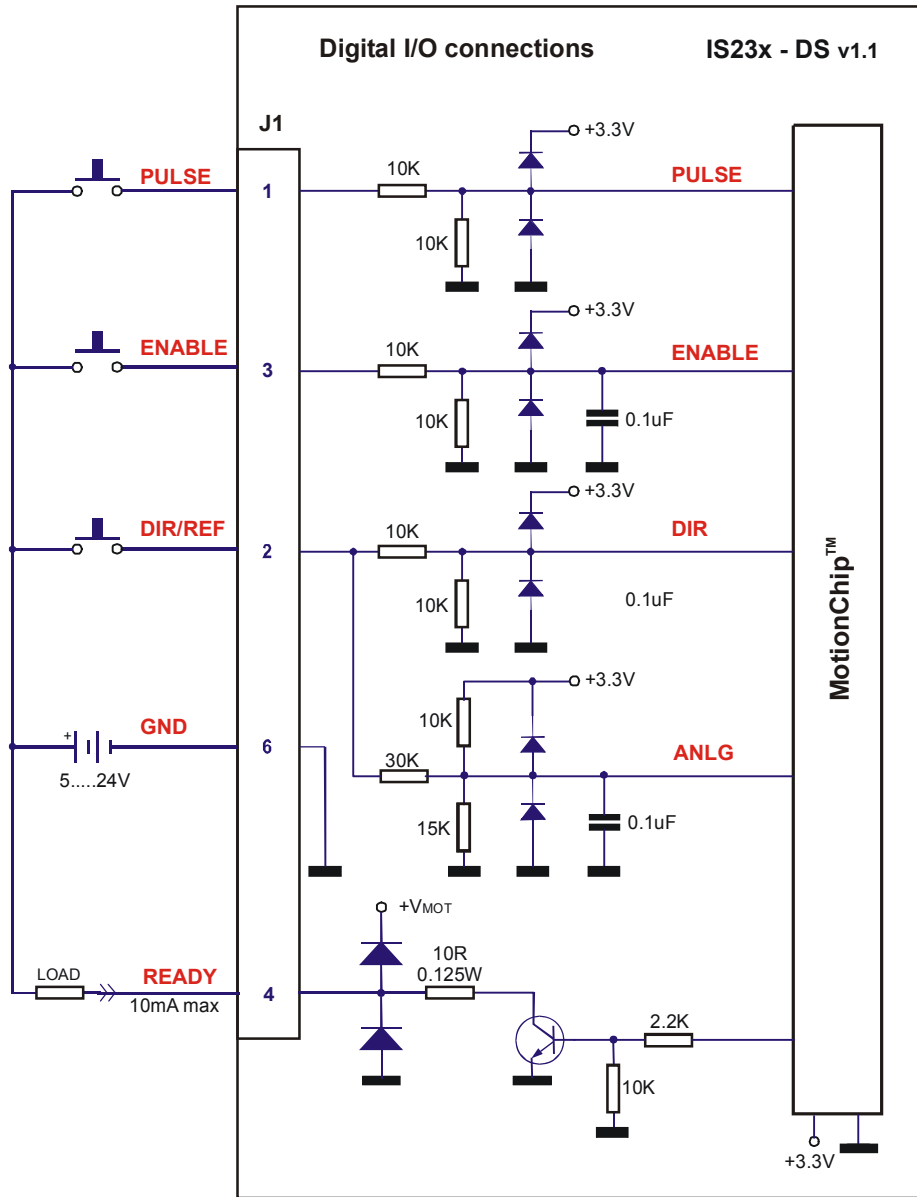 Digital I/O connections IS23x - DS v1.1
J1
+3.3V
PULSE 1 10K PULSE
10K
+3.3V
ENABLE 3 10K ENABLE
10K 0.1uF
+3.3V
DIR/REF 2 10K DIR
10K 0.1uF
MotionChip™
+3.3V
10K
GND 6
+
5.....24V
30K ANLG
15K 0.1uF
+VMOT
LOAD READY 4
10mA max
10R
0.125W
2.2K
10K
+3.3V